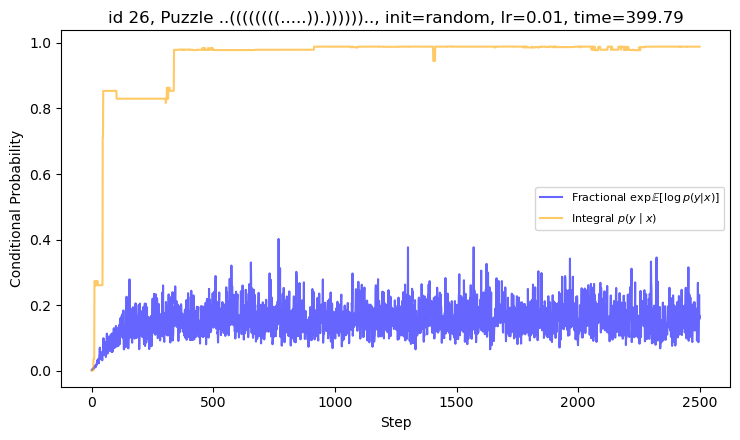 id 26, Puzzle ..((((((((.....)).)))))).., init=random, lr=0.01, time=399.79
1.0
0.8
0.6
0.4
0.2
0.0
Conditional Probability
Fractional exp𝔼[log p(y|x)]
Integral p(y | x)
0
500
1000
1500
2000
2500
Step